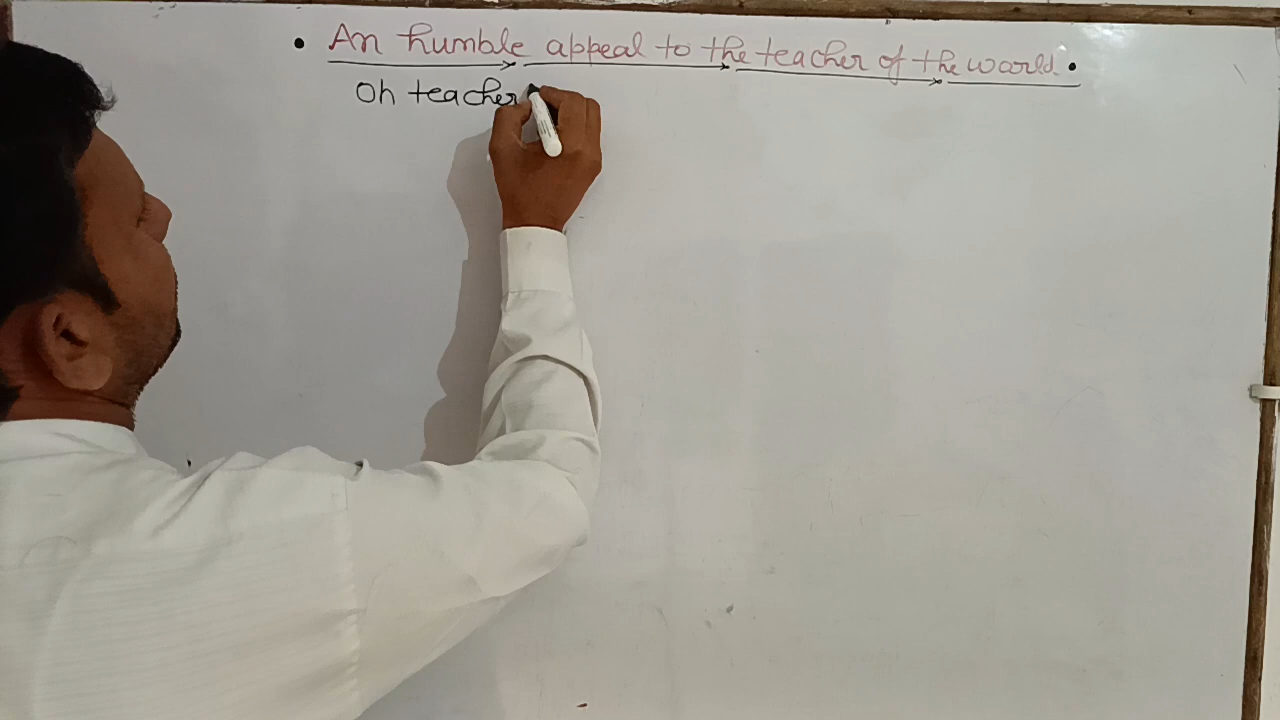 • An humble appeal to the teacher of the world •
Oh teacher